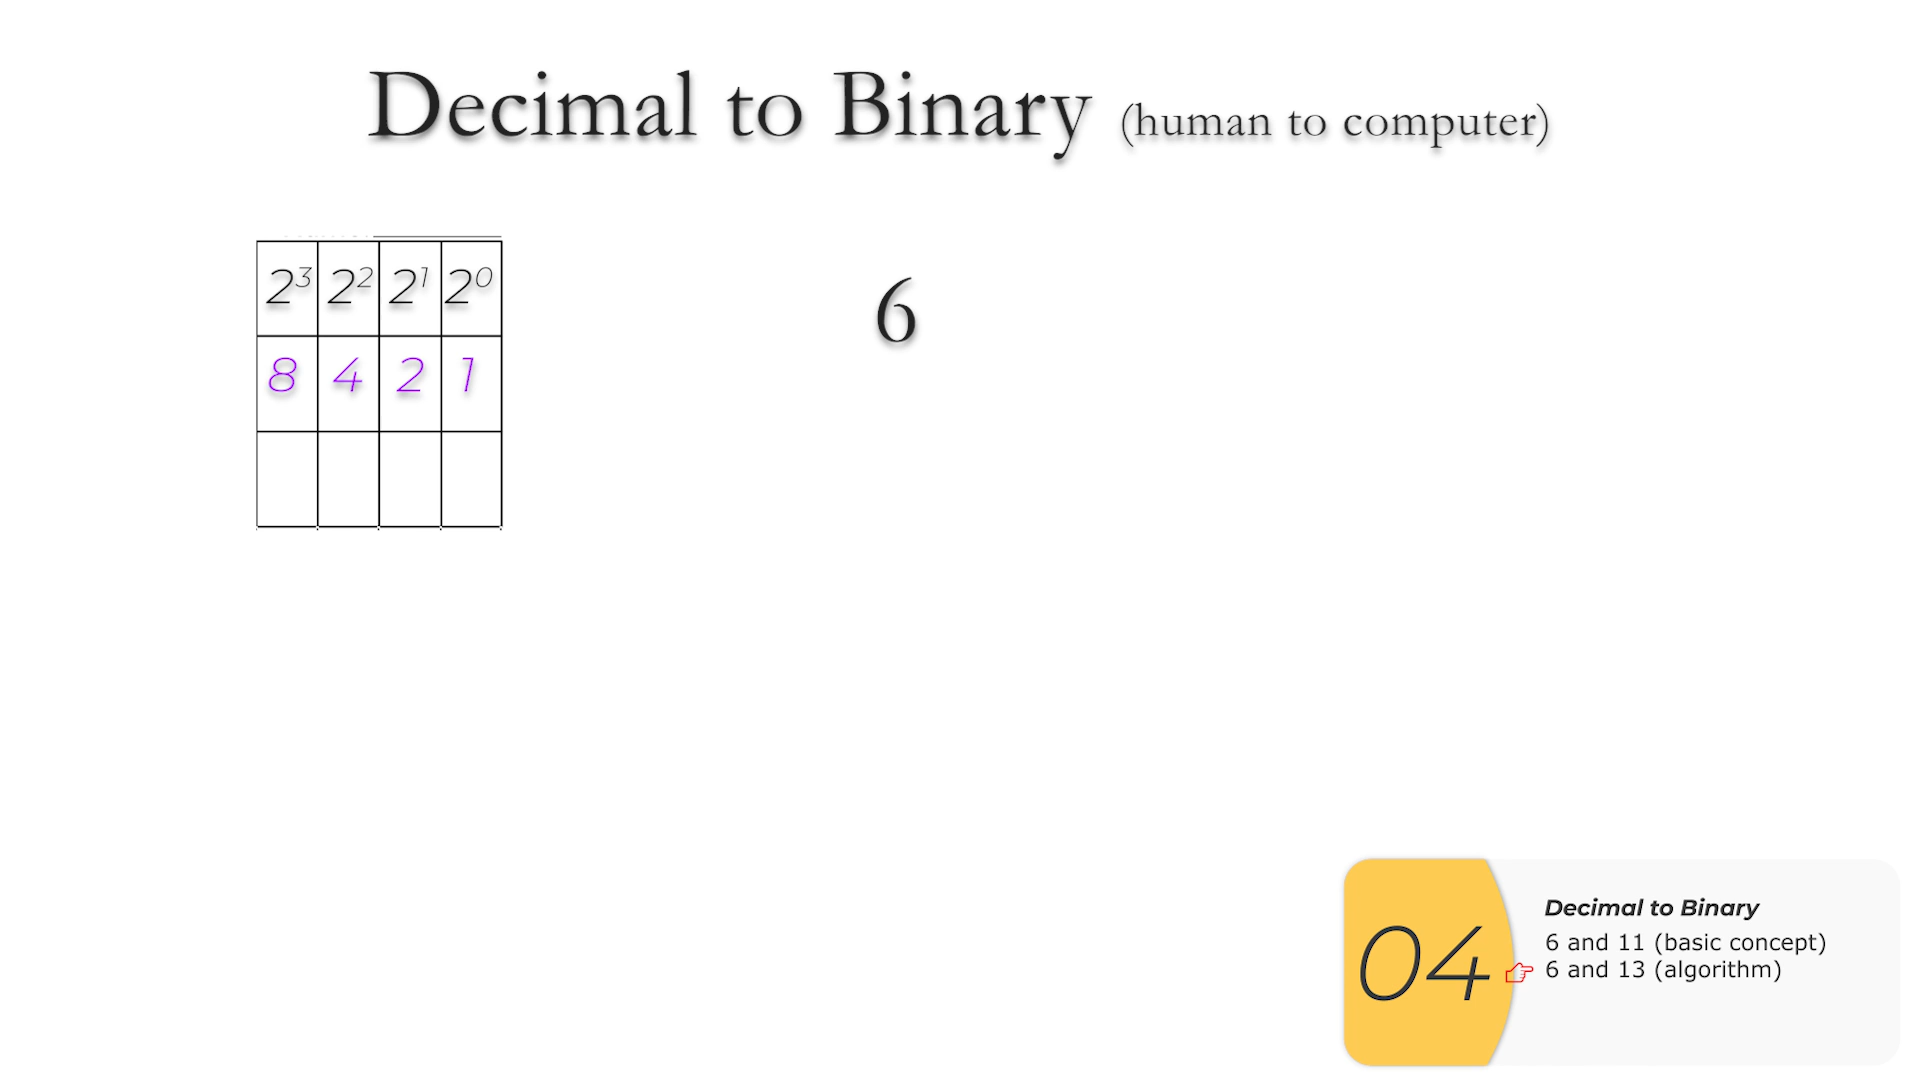 Decimal to Binary (human to computer)
2³ 2² 2¹ 2⁰
8 4 2 1
6
04
Decimal to Binary
6 and 11 (basic concept)
6 and 13 (algorithm)